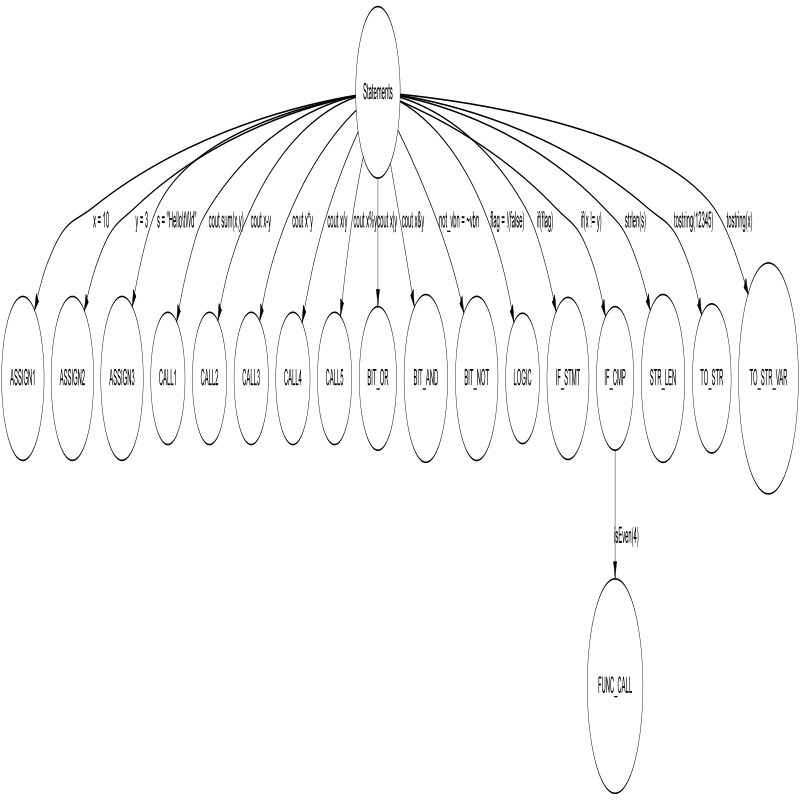 Statements
x = 10
y = 3
s = "Hello\t\W\d"
cout sum(x,y)
cout x-y
cout x*y
cout x/y
cout x%y
cout x|y
cout x&y
not_vbn = ~vbn
flag = !(false)
if(flag)
if(x != y)
strlen(s)
tostring(12345)
tostring(x)
ASSIGN1
ASSIGN2
ASSIGN3
CALL1
CALL2
CALL3
CALL4
CALL5
BIT_OR
BIT_AND
BIT_NOT
LOGIC
IF_STMT
IF_CMP
STR_LEN
TO_STR
TO_STR_VAR
isEven(4)
FUNC_CALL